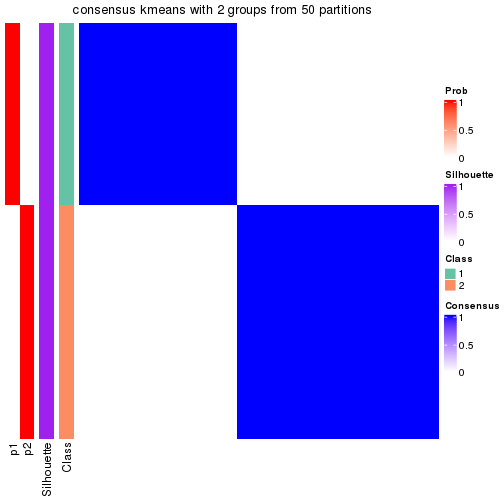 consensus kmeans with 2 groups from 50 partitions
Prob
1
0.5
0
Silhouette
1
0.5
0
Class
1
2
Consensus
1
0.5
0
p1
p2
Silhouette
Class